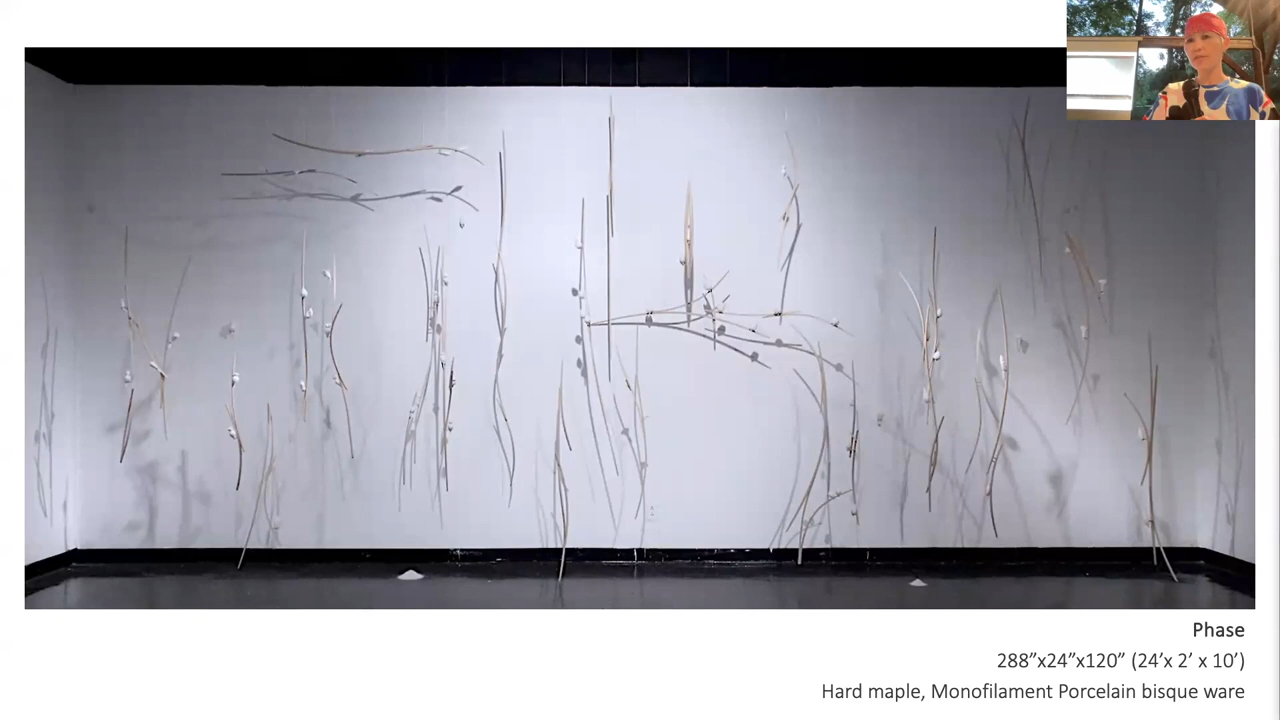 Phase
288”x24”x120” (24’x 2’ x 10’)
Hard maple, Monofilament Porcelain bisque ware